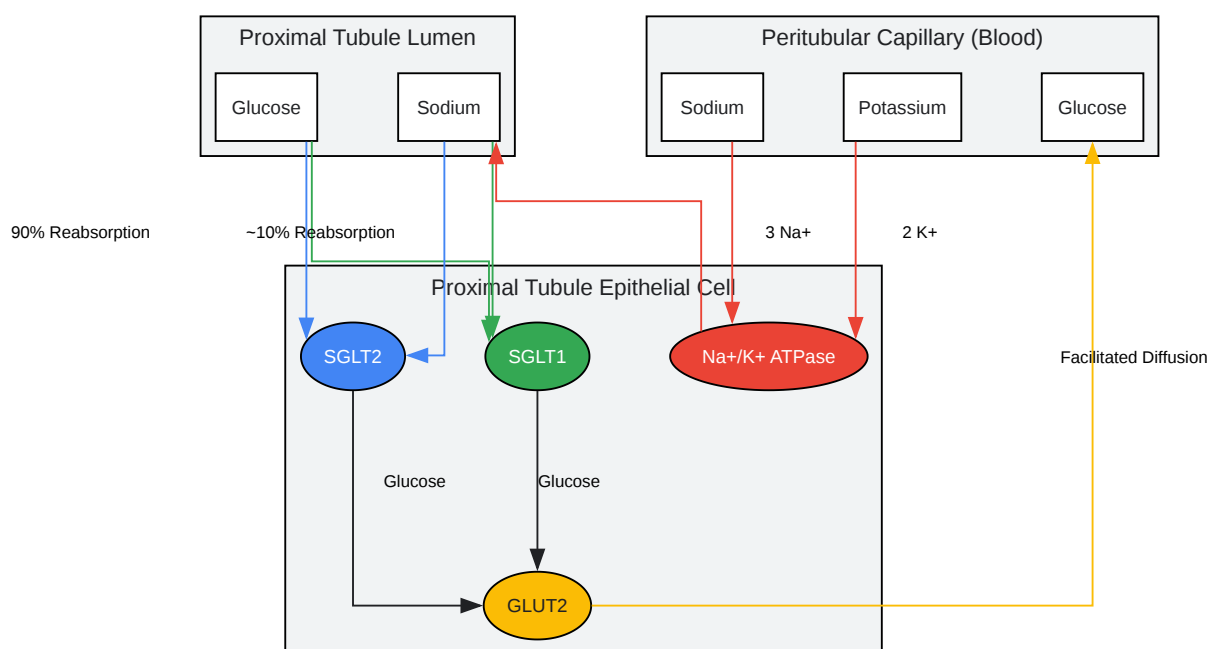 Proximal Tubule Lumen
Peritubular Capillary (Blood)
Glucose
Sodium
Sodium
Potassium
Glucose
90% Reabsorption
~10% Reabsorption
3 Na+
2 K+
Proximal Tubule Epithelial Cell
SGLT2
SGLT1
Na+/K+ ATPase
Facilitated Diffusion
Glucose
Glucose
GLUT2